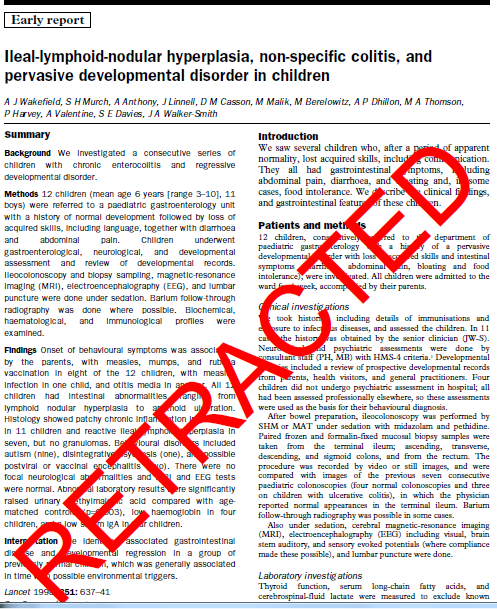 Early report
Ileal-lymphoid-nodular hyperplasia, non-specific colitis, and
pervasive developmental disorder in children
A J Wakefield, S H Murch, A Anthony, J Linnell, D M Casson, M Malik, M Berelowitz, A P Dhillon, M A Thomson,
P Harvey, A Valentine, S E Davies, J A Walker-Smith
Summary
Background We investigated a consecutive series of
children with chronic enterocolitis and regressive
developmental disorder.
Methods 12 children (mean age 6 years [range 3–10], 11
boys) were referred to a paediatric gastroenterology unit
with a history of normal development followed by loss of
acquired skills, including language, together with diarrhoea
and abdominal pain. Children underwent
gastroenterological, neurological, and developmental
assessment and review of developmental records.
Ileocolonoscopy and biopsy sampling, magnetic-resonance
imaging (MRI), electroencephalography (EEG), and lumbar
puncture were done under sedation. Barium follow-through
radiography was done where possible. Biochemical,
haematological, and immunological profiles were
examined.
Findings Onset of behavioural symptoms was associated,
by the parents, with measles, mumps, and rubella
vaccination in eight of the 12 children, with measles
infection in one child, and otitis media in another. All 12
children had intestinal abnormalities, ranging from
lymphoid nodular hyperplasia to aphthoid ulceration.
Histology showed patchy chronic inflammation in the colon
in 11 children and reactive ileal lymphoid hyperplasia in
seven, but no granulomas. Behavioural disorders included
autism (nine), disintegrative psychosis (one), and possible
postviral or vaccinal encephalitis (two). There were no
focal neurological abnormalities and MRI and EEG tests
were normal. Abnormal laboratory results were significantly
raised urinary methylmalonic acid compared with age-
matched controls (p=0·003), low haemoglobin in four
children, and a low serum IgA in four children.
Interpretation We identified associated gastrointestinal
disease and developmental regression in a group of
previously normal children, which was generally associated
in time with possible environmental triggers.
Lancet 1998; 351: 637–41
Introduction
We saw several children who, after a period of apparent
normality, lost acquired skills, including communication.
They all had gastrointestinal symptoms, including
abdominal pain, diarrhoea, and bloating and, in some
cases, food intolerance. We describe the clinical findings,
and gastrointestinal features of these children.
Patients and methods
12 children, consecutively referred to the department of
paediatric gastroenterology with a history of a pervasive
developmental disorder with loss of acquired skills and intestinal
symptoms (diarrhoea, abdominal pain, bloating and food
intolerance), were investigated. All children were admitted to the
ward for a week, accompanied by their parents.
Clinical investigations
We took histories, including details of immunisations and
exposure to infectious diseases, and assessed the children. In 11
cases the history was obtained by the senior clinician (JW-S).
Neurological and psychiatric assessments were done by
consultant staff (PH, MB) with HMS-4 criteria.¹ Developmental
histories included a review of prospective developmental records
from parents, health visitors, and general practitioners. Four
children did not undergo psychiatric assessment in hospital; all
had been assessed professionally elsewhere, so these assessments
were used as the basis for their behavioural diagnosis.
After bowel preparation, ileocolonoscopy was performed by
SHM or MAT under sedation with midazolam and pethidine.
Paired frozen and formalin-fixed mucosal biopsy samples were
taken from the terminal ileum; ascending, transverse,
descending, and sigmoid colons, and from the rectum. The
procedure was recorded by video or still images, and were
compared with images of the previous seven consecutive
paediatric colonoscopies (four normal colonoscopies and three
on children with ulcerative colitis), in which the physician
reported normal appearances in the terminal ileum. Barium
follow-through radiography was possible in some cases.
Also under sedation, cerebral magnetic-resonance imaging
(MRI), electroencephalography (EEG) including visual, brain
stem auditory, and sensory evoked potentials (where compliance
made these possible), and lumbar puncture were done.
Laboratory investigations
Thyroid function, serum long-chain fatty acids, and
cerebrospinal-fluid lactate were measured to exclude known
RETRACTED